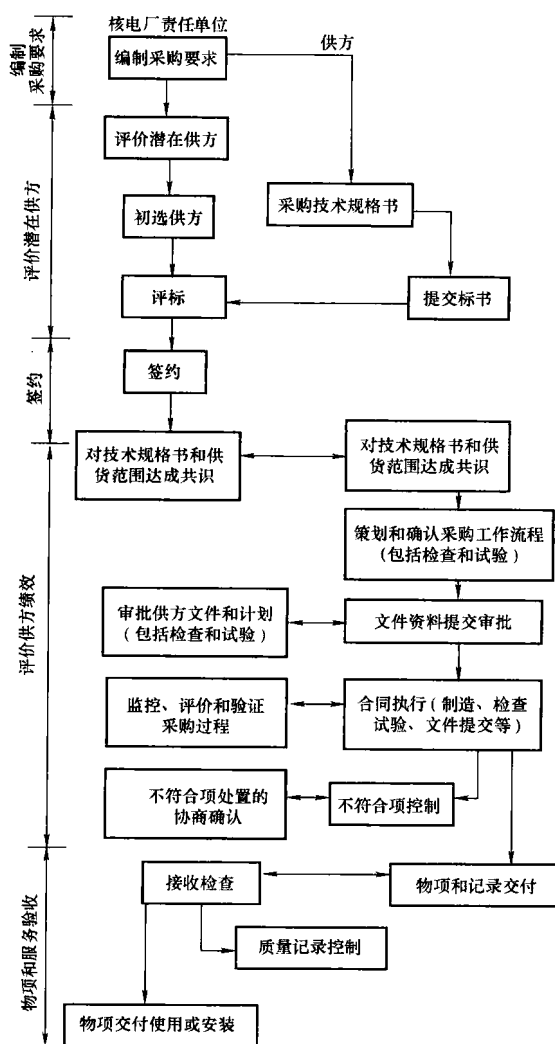 核电厂责任单位
供方
编制
采购要求
编制采购要求
评价潜在供方
评价潜在供方
初选供方
采购技术规格书
评标
提交标书
签约
签约
对技术规格书和供
货范围达成共识
对技术规格书和供
货范围达成共识
评价供方绩效
策划和确认采购工作流程
(包括检查和试验)
审批供方文件和计划
(包括检查和试验)
文件资料提交审批
监控、评价和验证
采购过程
合同执行(制造、检查
试验、文件提交等)
不符合项处置的
协商确认
不符合项控制
物项和服务验收
接收检查
物项和记录交付
质量记录控制
物项交付使用或安装